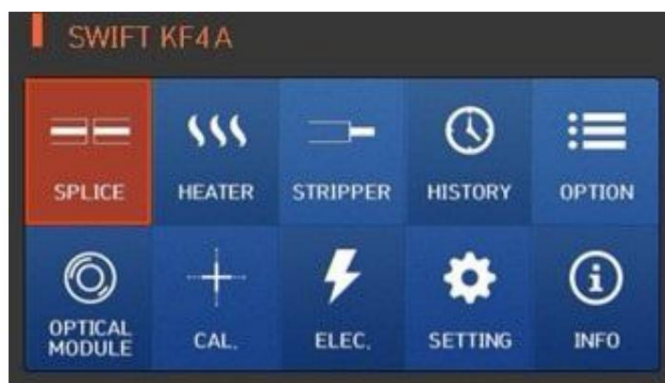 SWIFT KF4A
SPLICE HEATER STRIPPER HISTORY OPTION
OPTICAL
MODULE CAL. ELEC. SETTING INFO